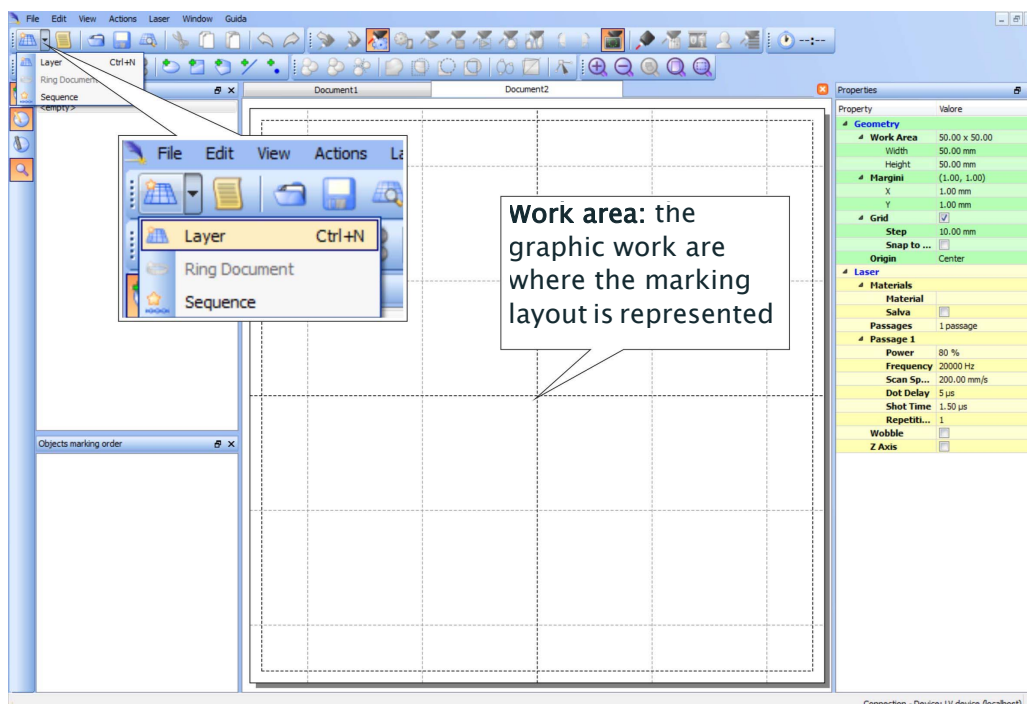 File Edit View Actions Laser Window Guida
--:--
Layer Ctrl+N
Ring Document
Sequence
<empty>
Document1 Document2
Properties
Property Valore
Geometry
Work Area 50.00 x 50.00
Width 50.00 mm
Height 50.00 mm
Margini (1.00, 1.00)
X 1.00 mm
Y 1.00 mm
Grid
Step 10.00 mm
Snap to ...
Origin Center
Laser
Materials
Material
Salva
Passages 1 passage
Passage 1
Power 80 %
Frequency 20000 Hz
Scan Sp... 200.00 mm/s
Dot Delay 5 µs
Shot Time 1.50 µs
Repetiti... 1
Wobble
Z Axis
File Edit View Actions
Layer Ctrl+N
Ring Document
Sequence
Work area: the
graphic work are
where the marking
layout is represented
Objects marking order
Connection - Device: LV device (localhost)